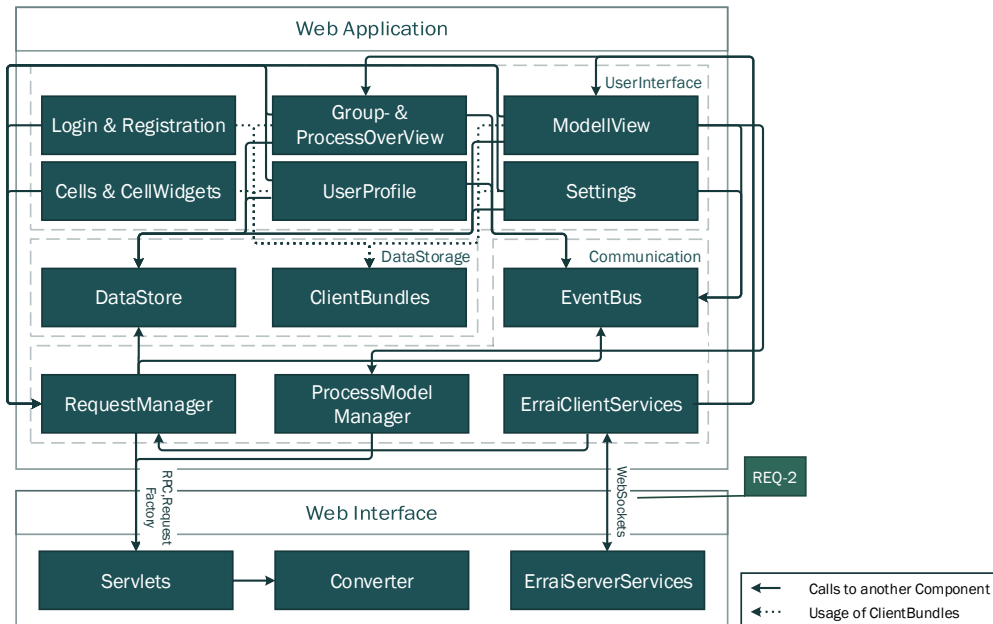 Web Application
UserInterface
Login & Registration
Group- &
ProcessOverView
ModellView
Cells & CellWidgets
UserProfile
Settings
DataStorage
Communication
DataStore
ClientBundles
EventBus
RequestManager
ProcessModel
Manager
ErraiClientServices
RPC,Request
Factory
WebSockets
REQ-2
Web Interface
Servlets
Converter
ErraiServerServices
Calls to another Component
Usage of ClientBundles